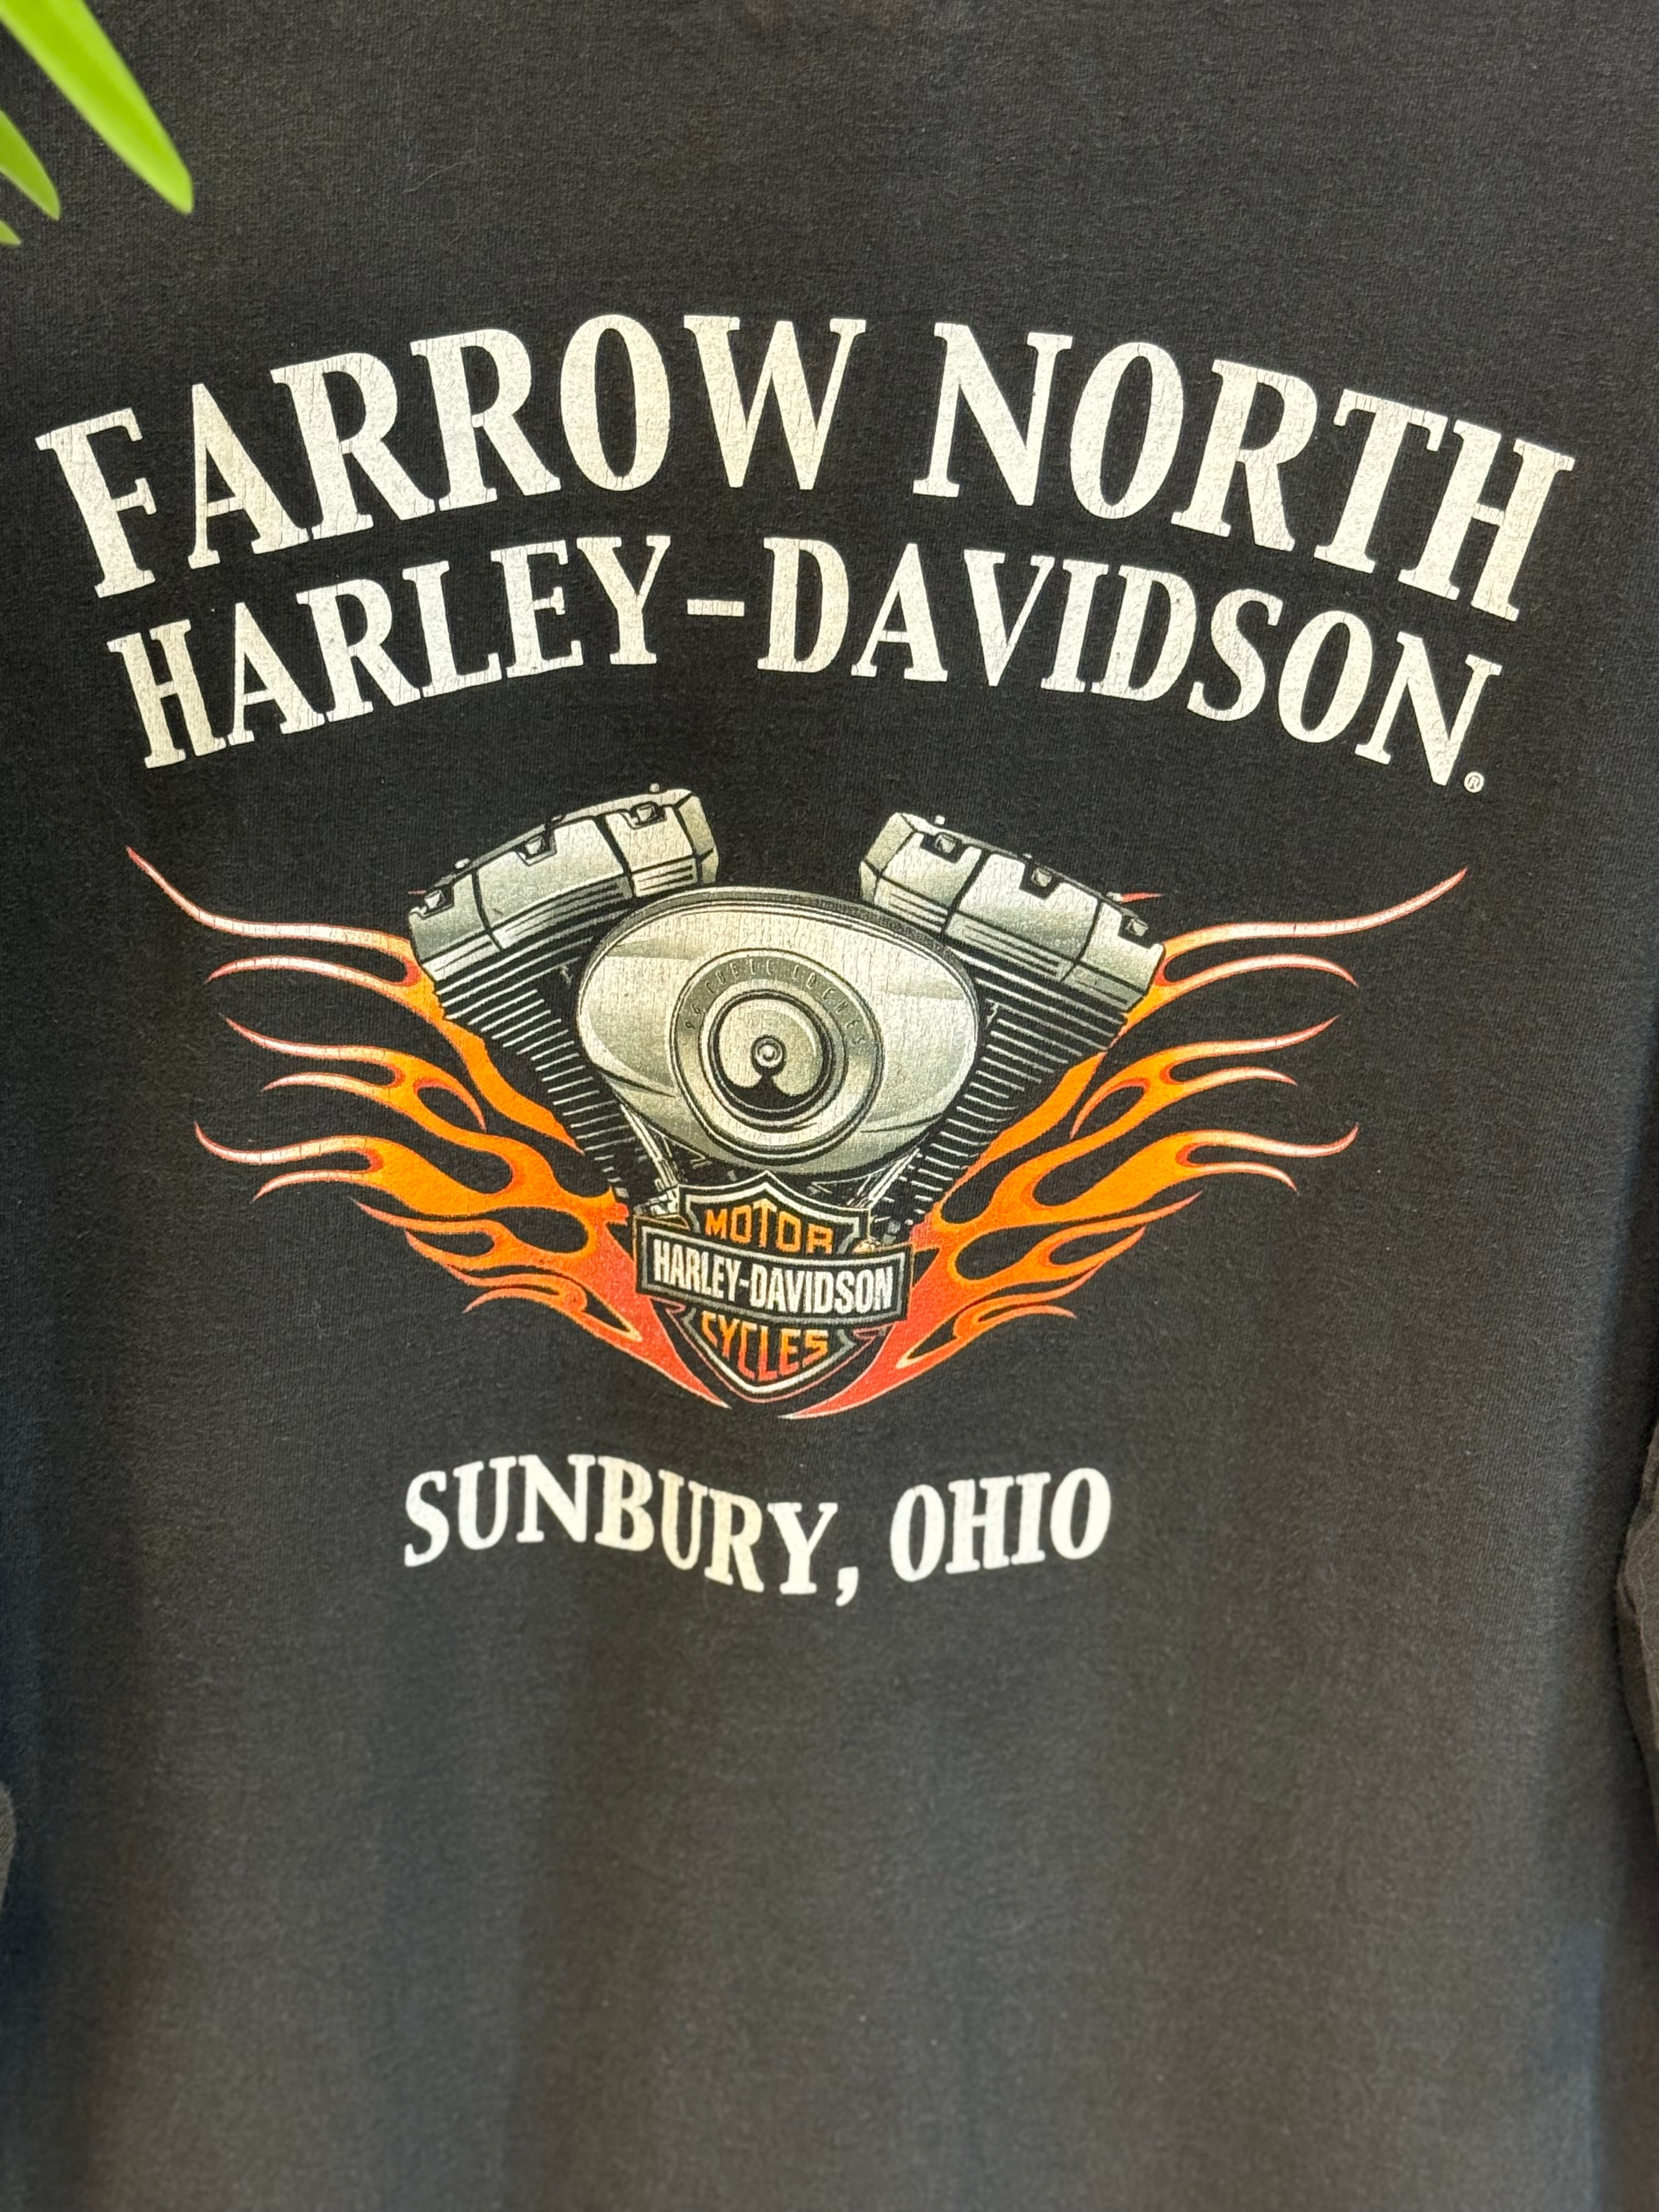 FARROW NORTH
HARLEY-DAVIDSON®
MOTOR
HARLEY-DAVIDSON
CYCLES
SUNBURY, OHIO